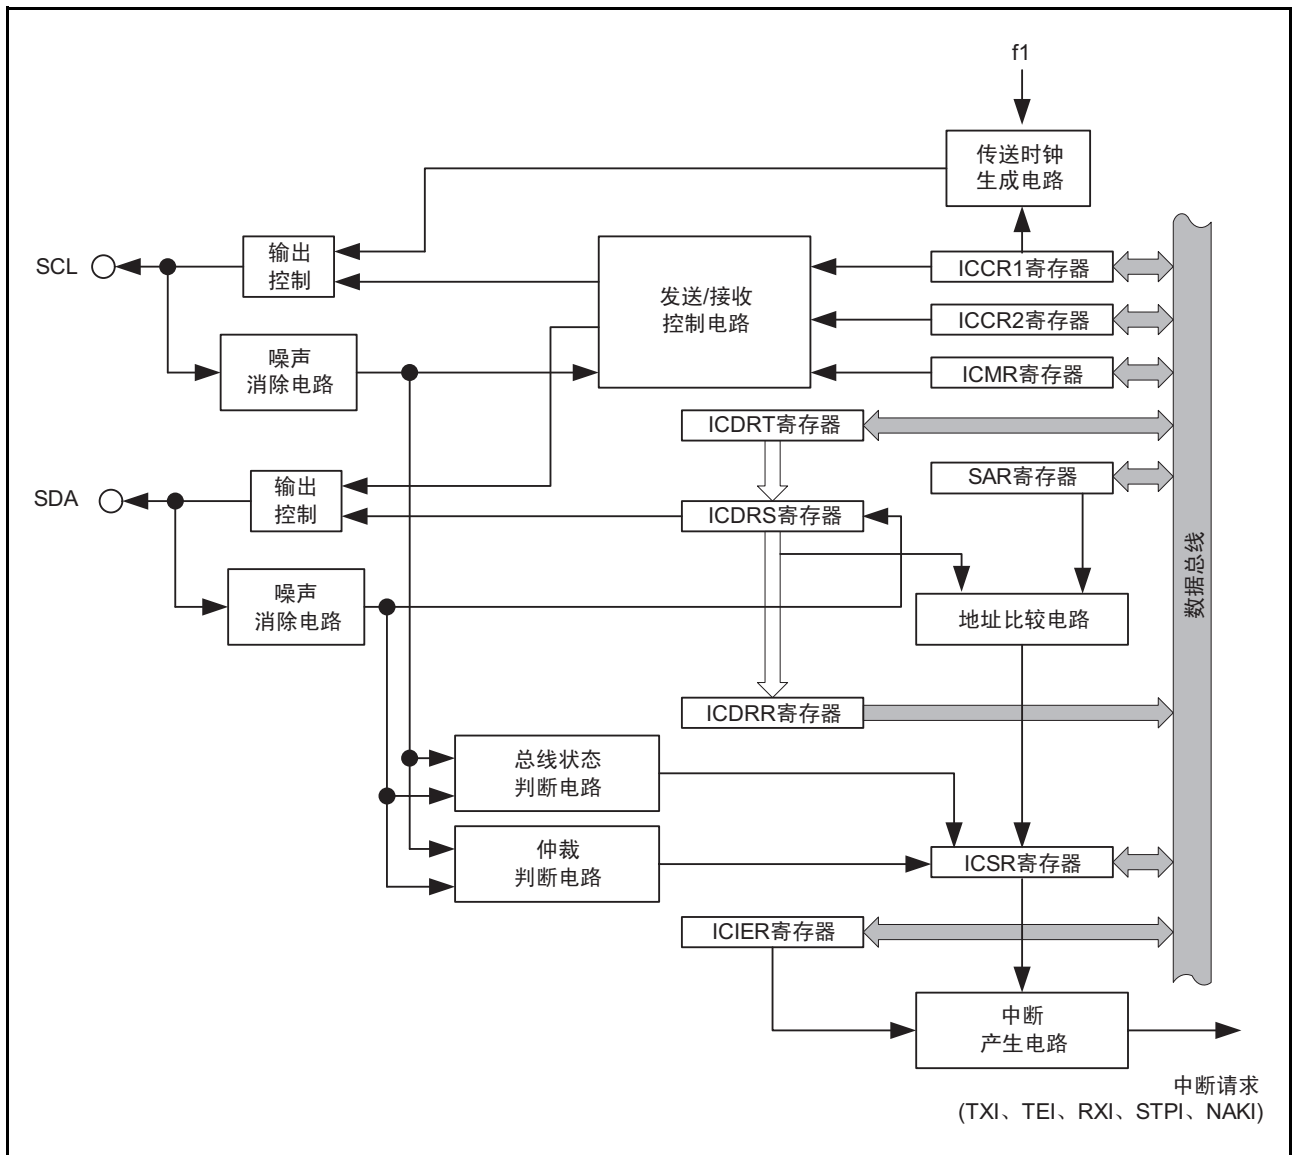 f1
传送时钟
生成电路
SCL
输出
控制
发送/接收
控制电路
ICCR1寄存器
ICCR2寄存器
噪声
消除电路
ICMR寄存器
ICDRT寄存器
SDA
输出
控制
SAR寄存器
ICDRS寄存器
数据总线
噪声
消除电路
地址比较电路
ICDRR寄存器
总线状态
判断电路
仲裁
判断电路
ICSR寄存器
ICIER寄存器
中断
产生电路
中断请求
(TXI、TEI、RXI、STPI、NAKI)